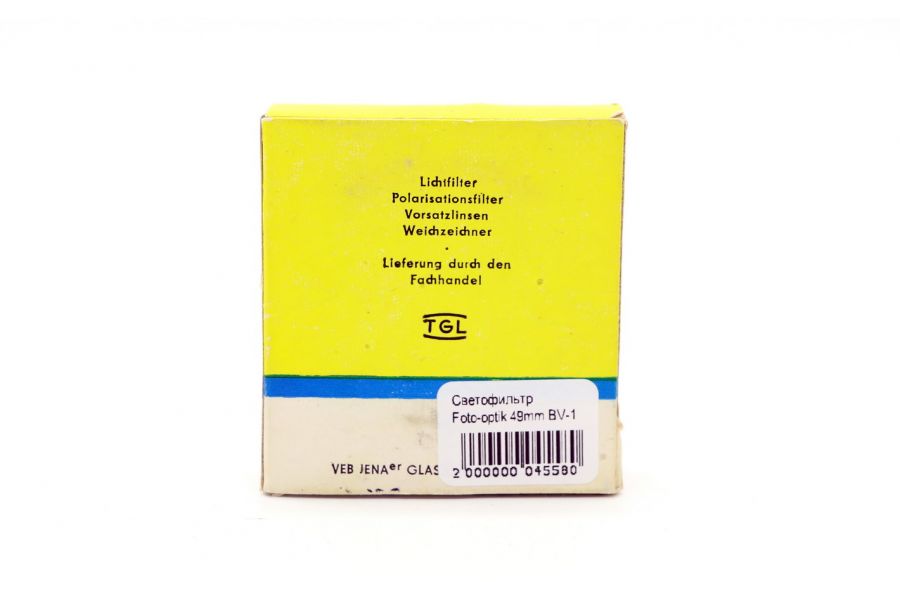 Lichtfilter
Polarisationsfilter
Vorsatzlinsen
Weichzeichner
Lieferung durch den
Fachhandel
TGL
Светофильтр
Foto-optik 49mm BV-1
2 000000 045580
VEB JENAer GLAS